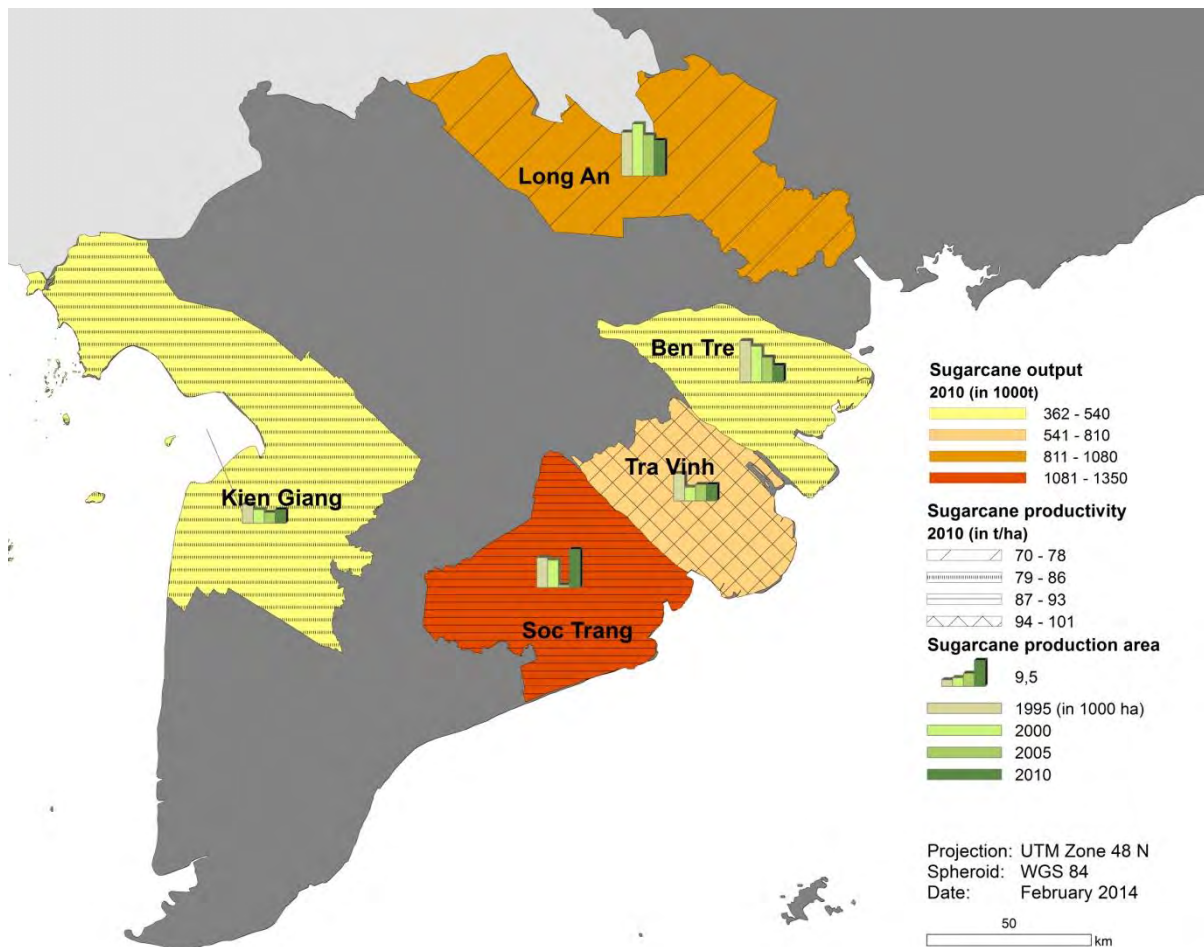 Long An
Ben Tre
Tra Vinh
Kien Giang
Soc Trang
Sugarcane output
2010 (in 1000t)
362 - 540
541 - 810
811 - 1080
1081 - 1350
Sugarcane productivity
2010 (in t/ha)
70 - 78
79 - 86
87 - 93
94 - 101
Sugarcane production area
9,5
1995 (in 1000 ha)
2000
2005
2010
Projection: UTM Zone 48 N
Spheroid: WGS 84
Date: February 2014
50
km